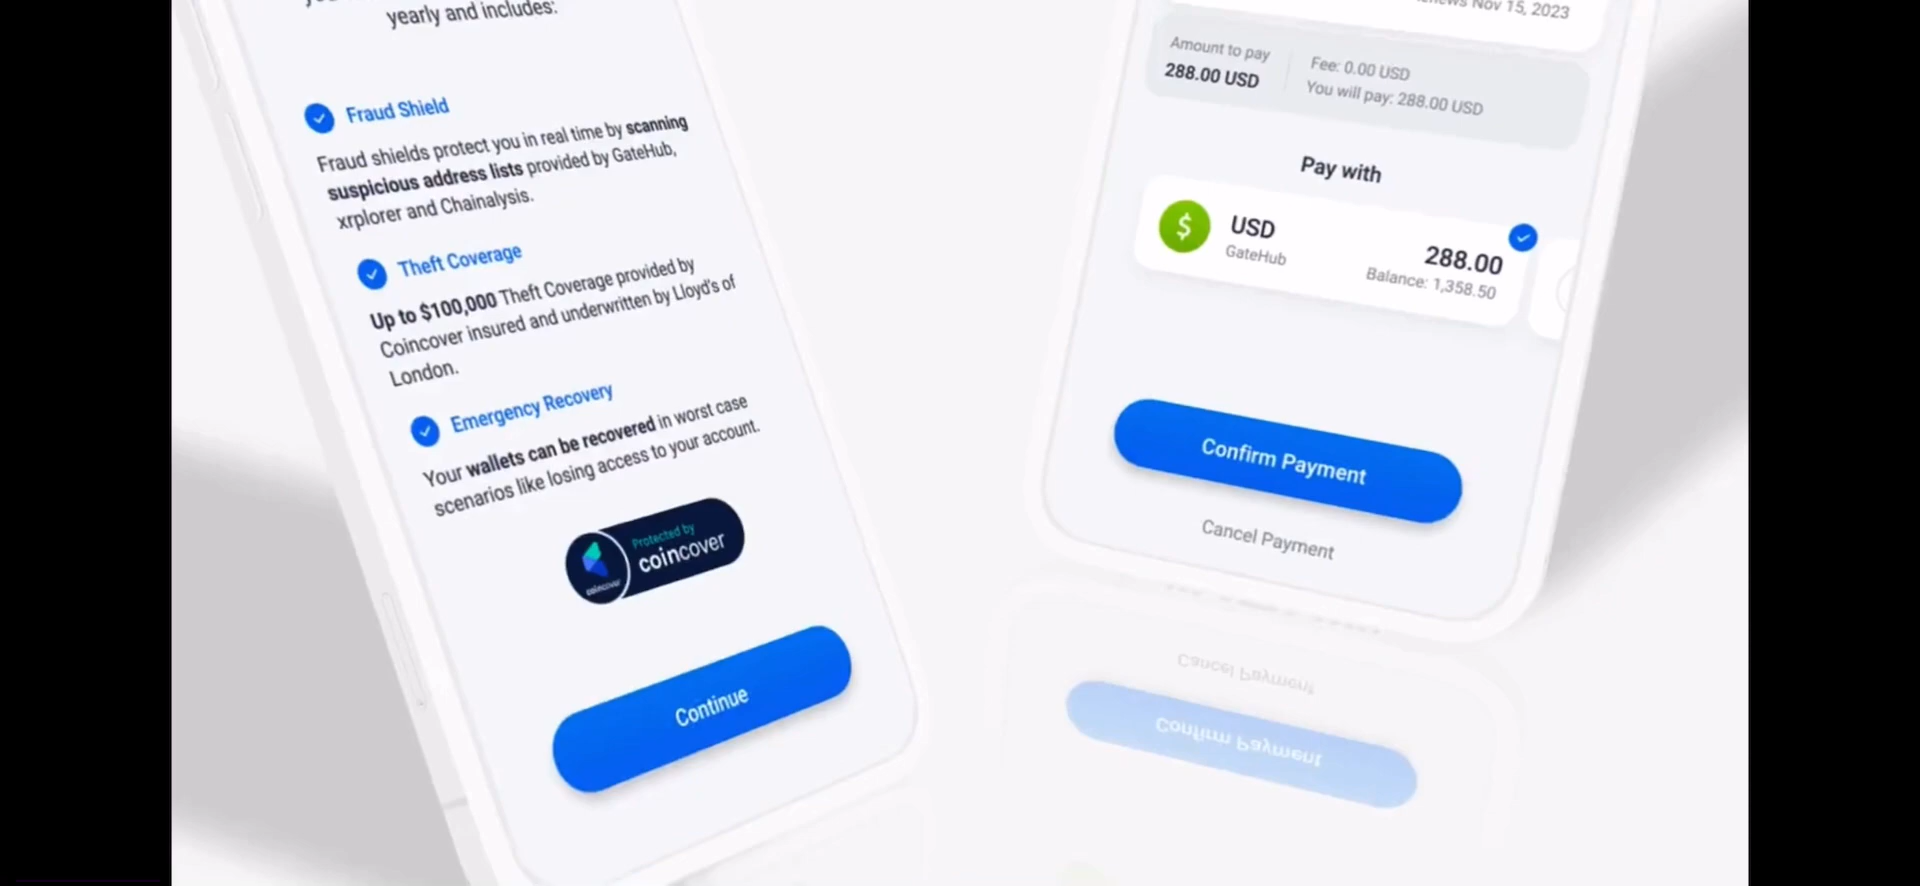 yearly and includes:
Fraud Shield
Fraud shields protect you in real time by scanning
suspicious address lists provided by GateHub,
xrplorer and Chainalysis.
Theft Coverage
Up to $100,000 Theft Coverage provided by
Coincover insured and underwritten by Lloyd's of
London.
Emergency Recovery
Your wallets can be recovered in worst case
scenarios like losing access to your account.
Protected by
coincover
coincover
Continue
Nov 15, 2023
Amount to pay
288.00 USD
Fee: 0.00 USD
You will pay: 288.00 USD
Pay with
$
USD
GateHub
288.00
Balance: 1,358.50
Confirm Payment
Cancel Payment
Cancel Payment
Confirm Payment